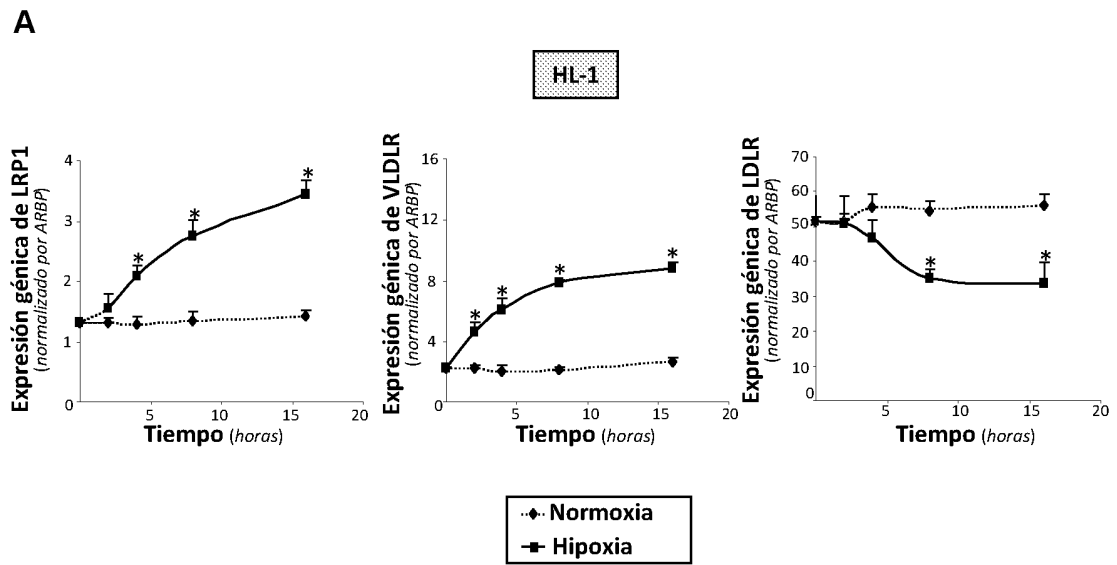 A
HL-1
Expresión génica de LRP1
(normalizado por ARBP)
4
3
2
1
0
* * *
5 10 15 20
Tiempo (horas)
Expresión génica de VLDLR
(normalizado por ARBP)
16
12
8
4
0
* * * *
0 5 10 15 20
Tiempo (horas)
Expresión génica de LDLR
(normalizado por ARBP)
70
60
50
40
30
20
10
0
* *
5 10 15 20
Tiempo (horas)
Normoxia
Hipoxia